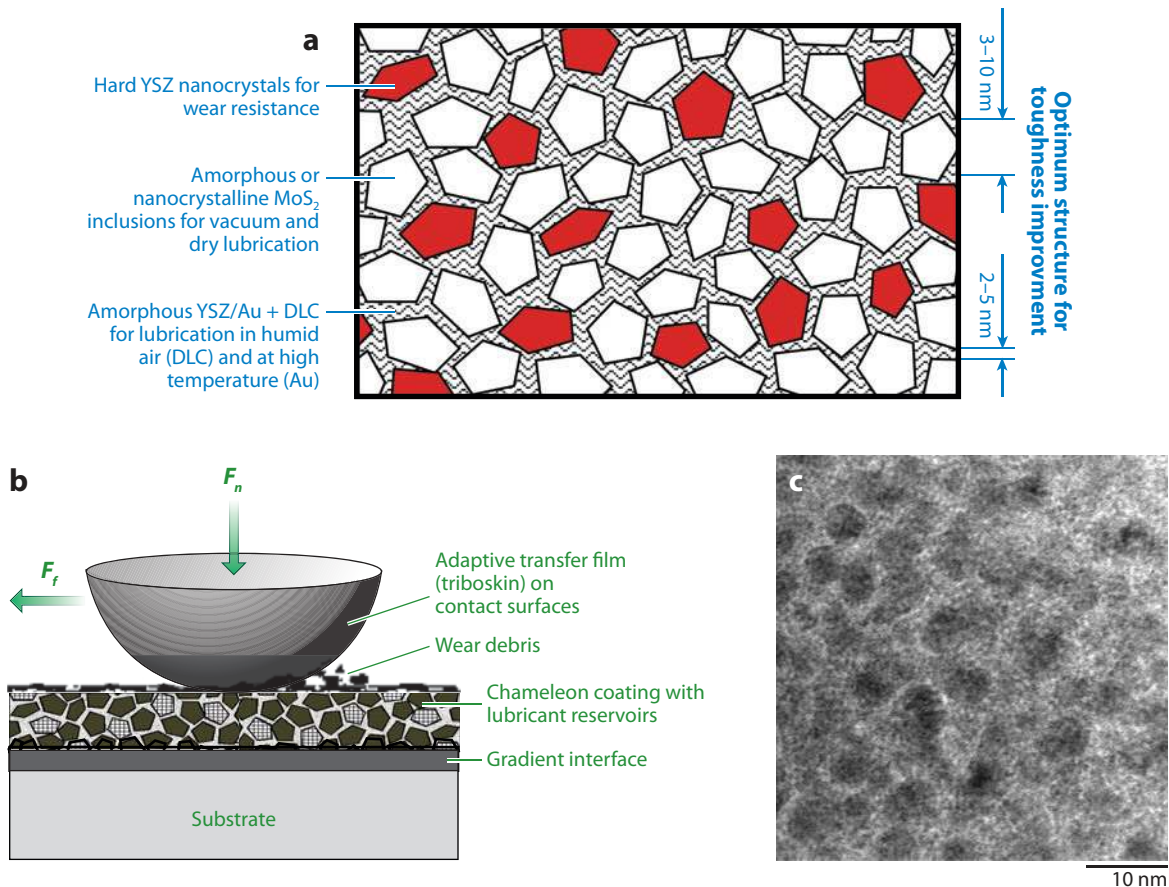 a
Hard YSZ nanocrystals for
wear resistance
Amorphous or
nanocrystalline MoS₂
inclusions for vacuum and
dry lubrication
Amorphous YSZ/Au + DLC
for lubrication in humid
air (DLC) and at high
temperature (Au)
3–10 nm
2–5 nm
Optimum structure for
toughness improvment
b
Fₙ
F_f
Adaptive transfer film
(triboskin) on
contact surfaces
Wear debris
Chameleon coating with
lubricant reservoirs
Gradient interface
Substrate
c
10 nm